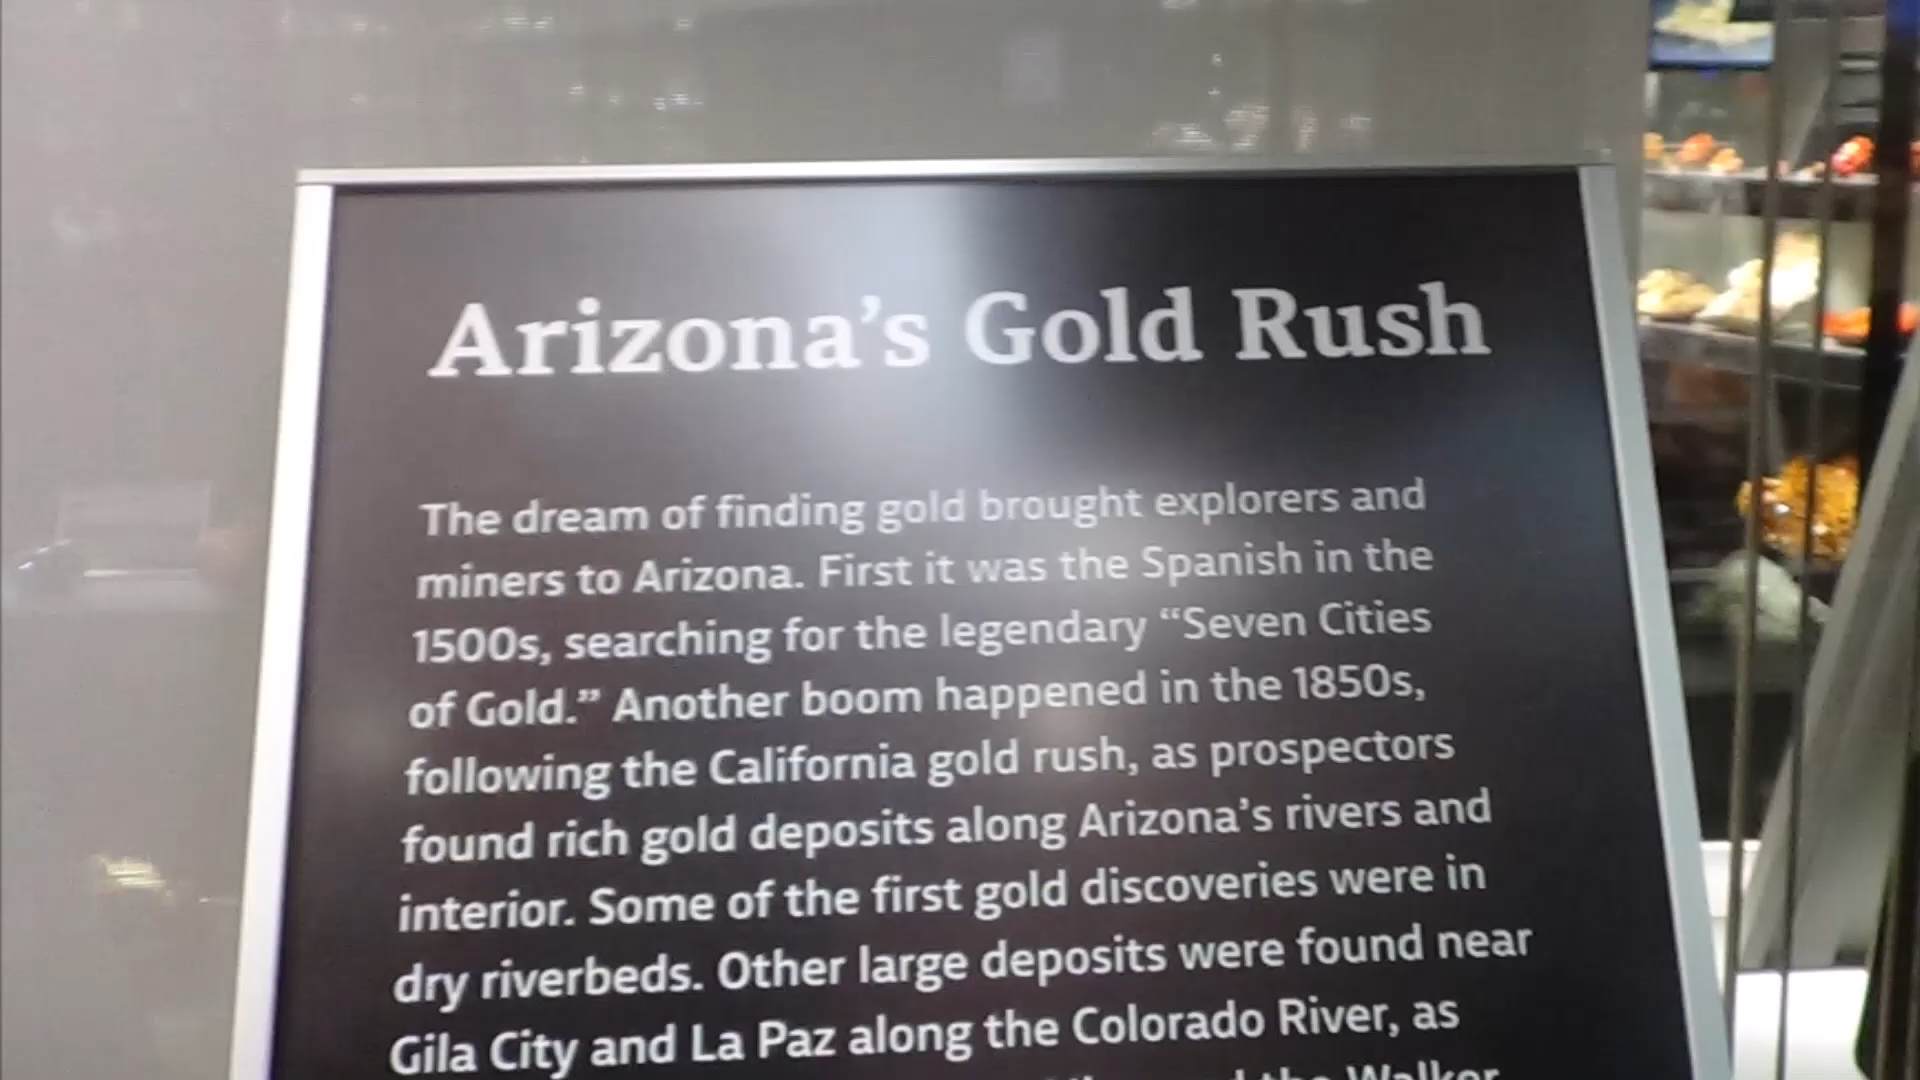 Arizona's Gold Rush
The dream of finding gold brought explorers and
miners to Arizona. First it was the Spanish in the
1500s, searching for the legendary “Seven Cities
of Gold.” Another boom happened in the 1850s,
following the California gold rush, as prospectors
found rich gold deposits along Arizona’s rivers and
interior. Some of the first gold discoveries were in
dry riverbeds. Other large deposits were found near
Gila City and La Paz along the Colorado River, as
the Walker